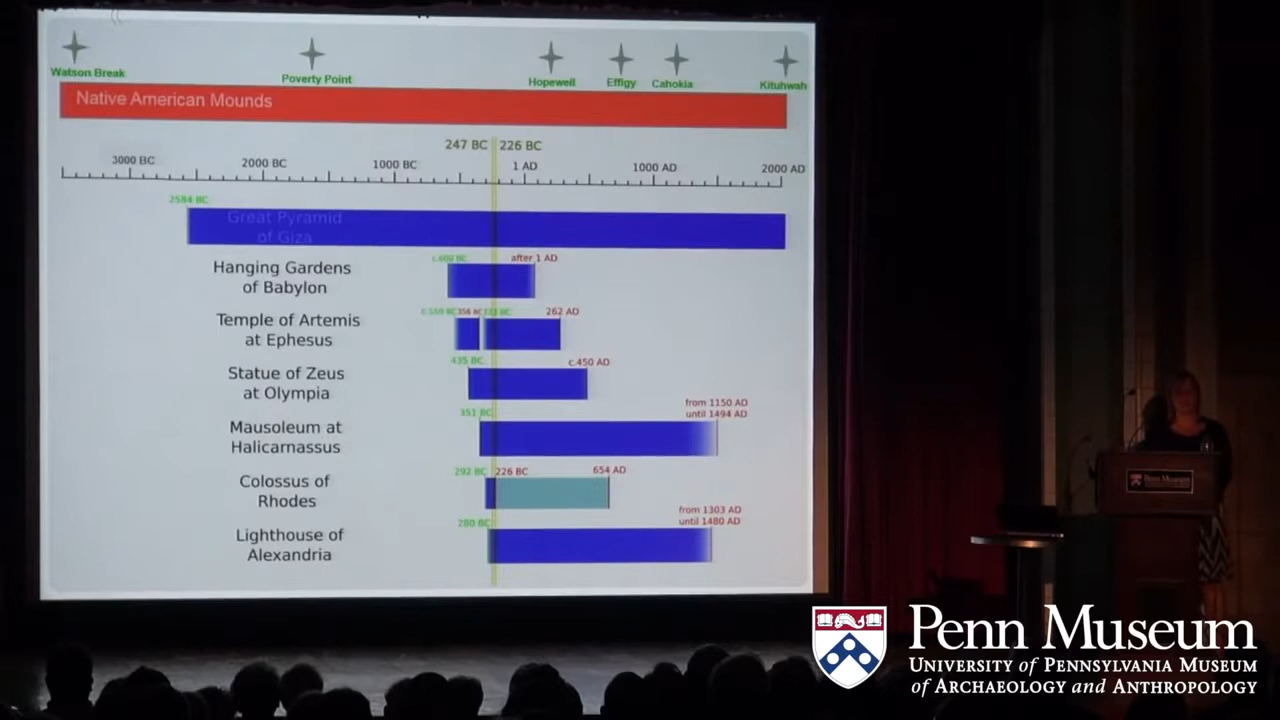 Watson Break
Poverty Point
Hopewell
Effigy
Cahokia
Kituhwah
Native American Mounds
247 BC 226 BC
3000 BC 2000 BC 1000 BC 1 AD 1000 AD 2000 AD
2584 BC
Great Pyramid
of Giza
c.600 BC after 1 AD
Hanging Gardens
of Babylon
c.550 BC 356 BC 262 AD
Temple of Artemis
at Ephesus
435 BC c.450 AD
Statue of Zeus
at Olympia
351 BC from 1150 AD
until 1494 AD
Mausoleum at
Halicarnassus
292 BC 226 BC 654 AD
Colossus of
Rhodes
280 BC from 1303 AD
until 1480 AD
Lighthouse of
Alexandria
Penn Museum
Penn Museum
University of Pennsylvania Museum
of Archaeology and Anthropology